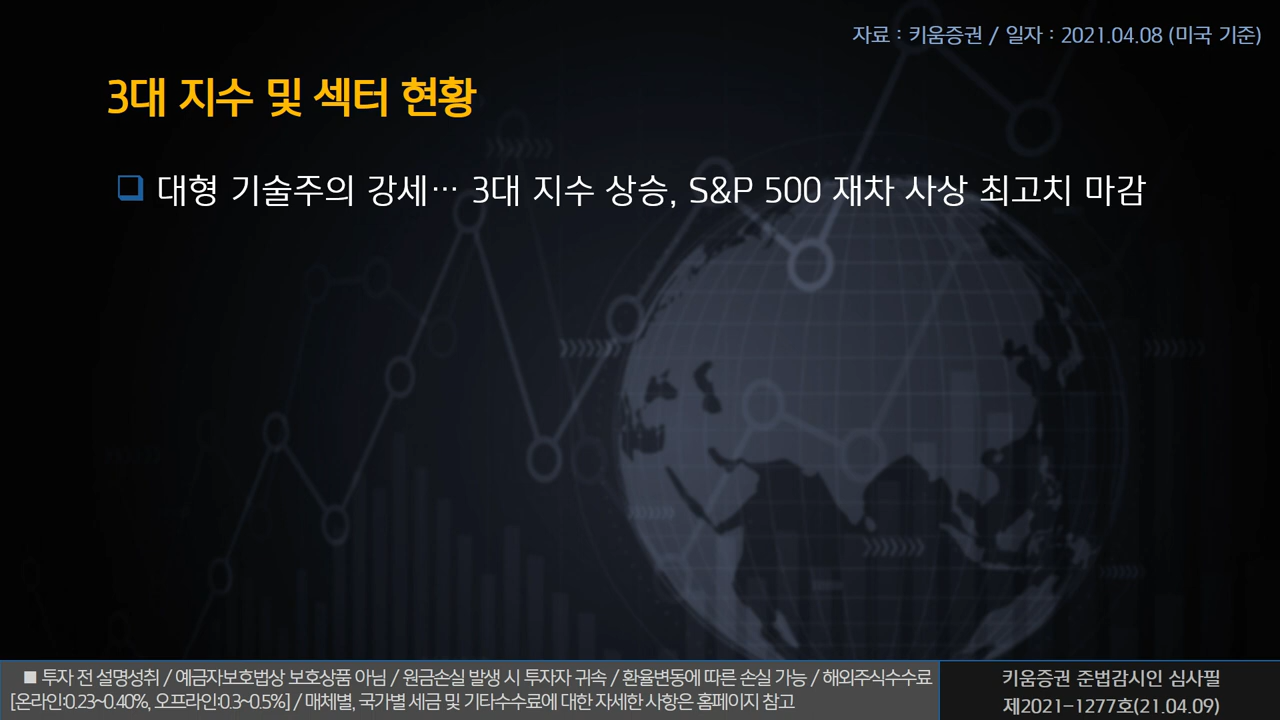 자료 : 키움증권 / 일자 : 2021.04.08 (미국 기준)
3대 지수 및 섹터 현황
❑ 대형 기술주의 강세… 3대 지수 상승, S&P 500 재차 사상 최고치 마감
■ 투자 전 설명성취 / 예금자보호법상 보호상품 아님 / 원금손실 발생 시 투자자 귀속 / 환율변동에 따른 손실 가능 / 해외주식수수료
[온라인:0.23~0.40%, 오프라인:0.3~0.5%] / 매체별, 국가별 세금 및 기타수수료에 대한 자세한 사항은 홈페이지 참고
키움증권 준법감시인 심사필
제2021-1277호(21.04.09)